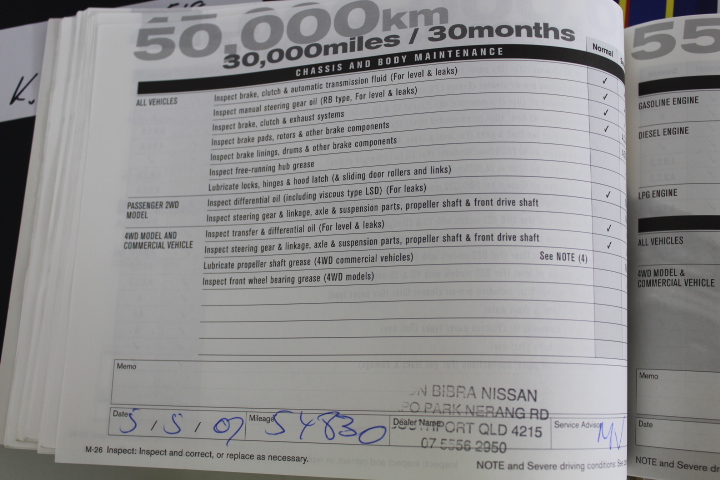 50,000km
30,000miles / 30months
CHASSIS AND BODY MAINTENANCE
Normal
ALL VEHICLES
Inspect brake, clutch & automatic transmission fluid (For level & leaks) ✓
Inspect manual steering gear oil (RB type, For level & leaks) ✓
Inspect brake, clutch & exhaust systems ✓
Inspect brake pads, rotors & other brake components ✓
Inspect brake linings, drums & other brake components
Inspect free-running hub grease
Lubricate locks, hinges & hood latch (& sliding door rollers and links)
PASSENGER 2WD MODEL
Inspect differential oil (including viscous type LSD) (For leaks) ✓
Inspect steering gear & linkage, axle & suspension parts, propeller shaft & front drive shaft
4WD MODEL AND COMMERCIAL VEHICLE
Inspect transfer & differential oil (For level & leaks) ✓
Inspect steering gear & linkage, axle & suspension parts, propeller shaft & front drive shaft ✓
Lubricate propeller shaft grease (4WD commercial vehicles) See NOTE (4)
Inspect front wheel bearing grease (4WD models)
Memo
N BIBRA NISSAN
PARK NERANG RD
PORT QLD 4215
07 5556 2950
Date 5/5/07 Mileage 54830 Dealer Name Service Advisor
M-26 Inspect: Inspect and correct, or replace as necessary.
NOTE and Severe driving conditions:
55
GASOLINE ENGINE
DIESEL ENGINE
LPG ENGINE
ALL VEHICLES
4WD MODEL &
COMMERCIAL VEHICLE
Memo
Date
NOTE and
K.